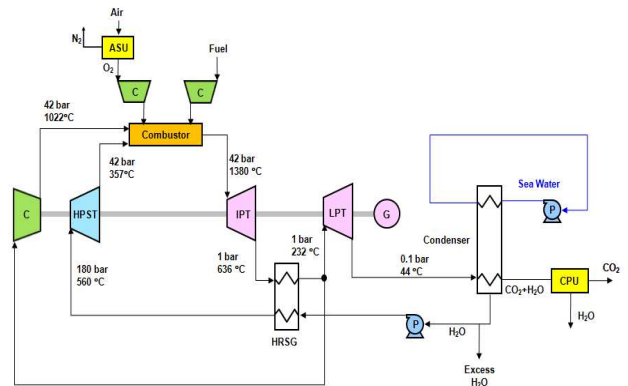 Air
N2
ASU
O2
Fuel
C
C
42 bar
1022°C
Combustor
42 bar
357°C
42 bar
1380 °C
Sea Water
P
C
HPST
IPT
LPT
G
Condenser
1 bar
232 °C
1 bar
636 °C
180 bar
560 °C
0.1 bar
44 °C
CO2
CPU
CO2+H2O
HRSG
P
H2O
H2O
Excess
H2O